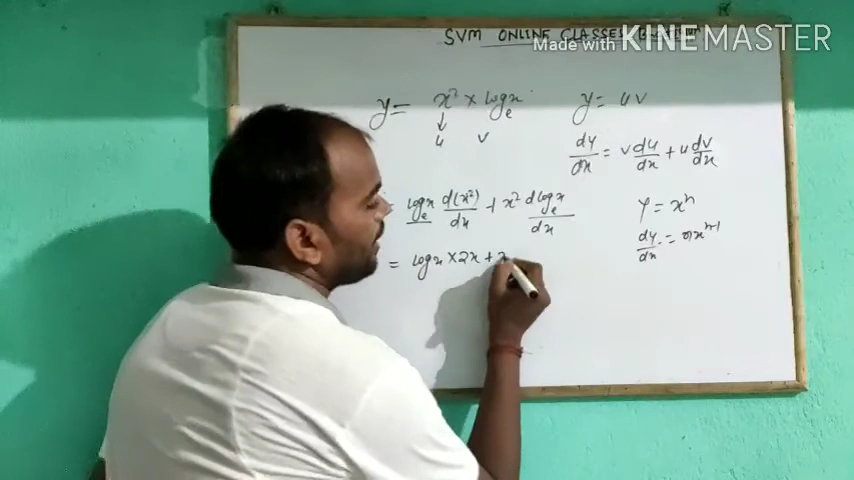 SVM ONLINE CLASSES
Made with KINEMASTER
y = x² × logₑx
y = uv
↓
u v
dy/dx = v du/dx + u dv/dx
= logₑx d(x²)/dx + x² d logₑx/dx
y = xⁿ
dy/dx = nxⁿ⁻¹
= logx × 2x + x